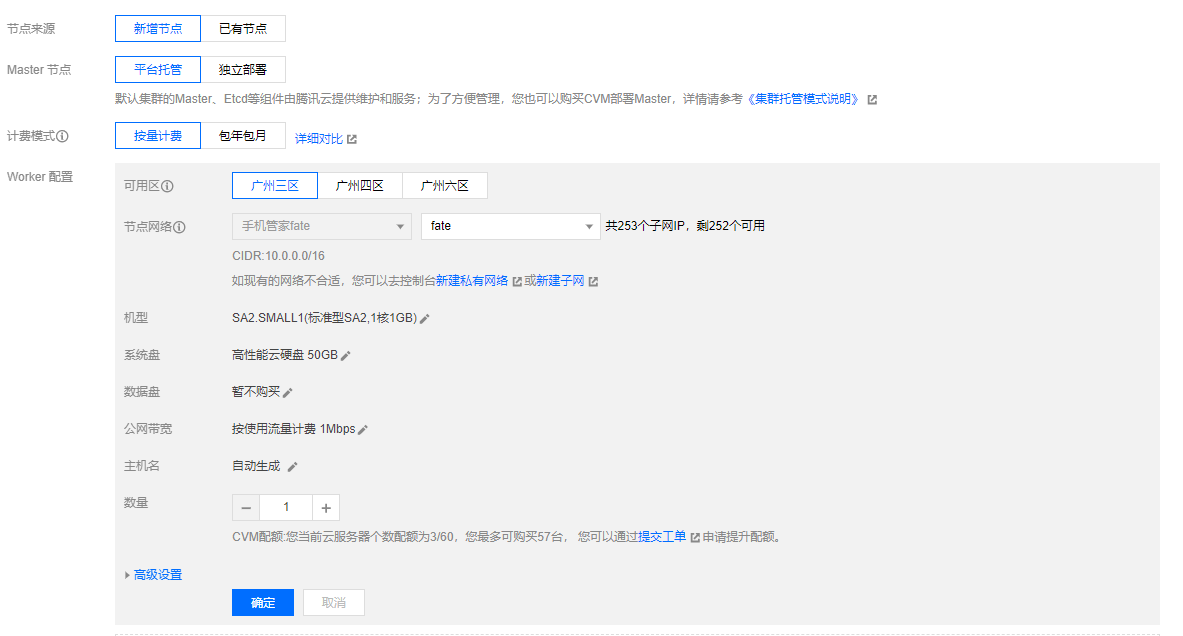 节点来源 新增节点 已有节点
Master 节点 平台托管 独立部署
默认集群的Master、Etcd等组件由腾讯云提供维护和服务；为了方便管理，您也可以购买CVM部署Master，详情请参考《集群托管模式说明》
计费模式 按量计费 包年包月 详细对比
Worker 配置
可用区 广州三区 广州四区 广州六区
节点网络 手机管家fate fate 共253个子网IP，剩252个可用
CIDR:10.0.0.0/16
如现有的网络不合适，您可以去控制台新建私有网络或新建子网
机型 SA2.SMALL1(标准型SA2,1核1GB)
系统盘 高性能云硬盘 50GB
数据盘 暂不购买
公网带宽 按使用流量计费 1Mbps
主机名 自动生成
数量 − 1 +
CVM配额:您当前云服务器个数配额为3/60，您最多可购买57台， 您可以通过提交工单申请提升配额。
高级设置
确定 取消